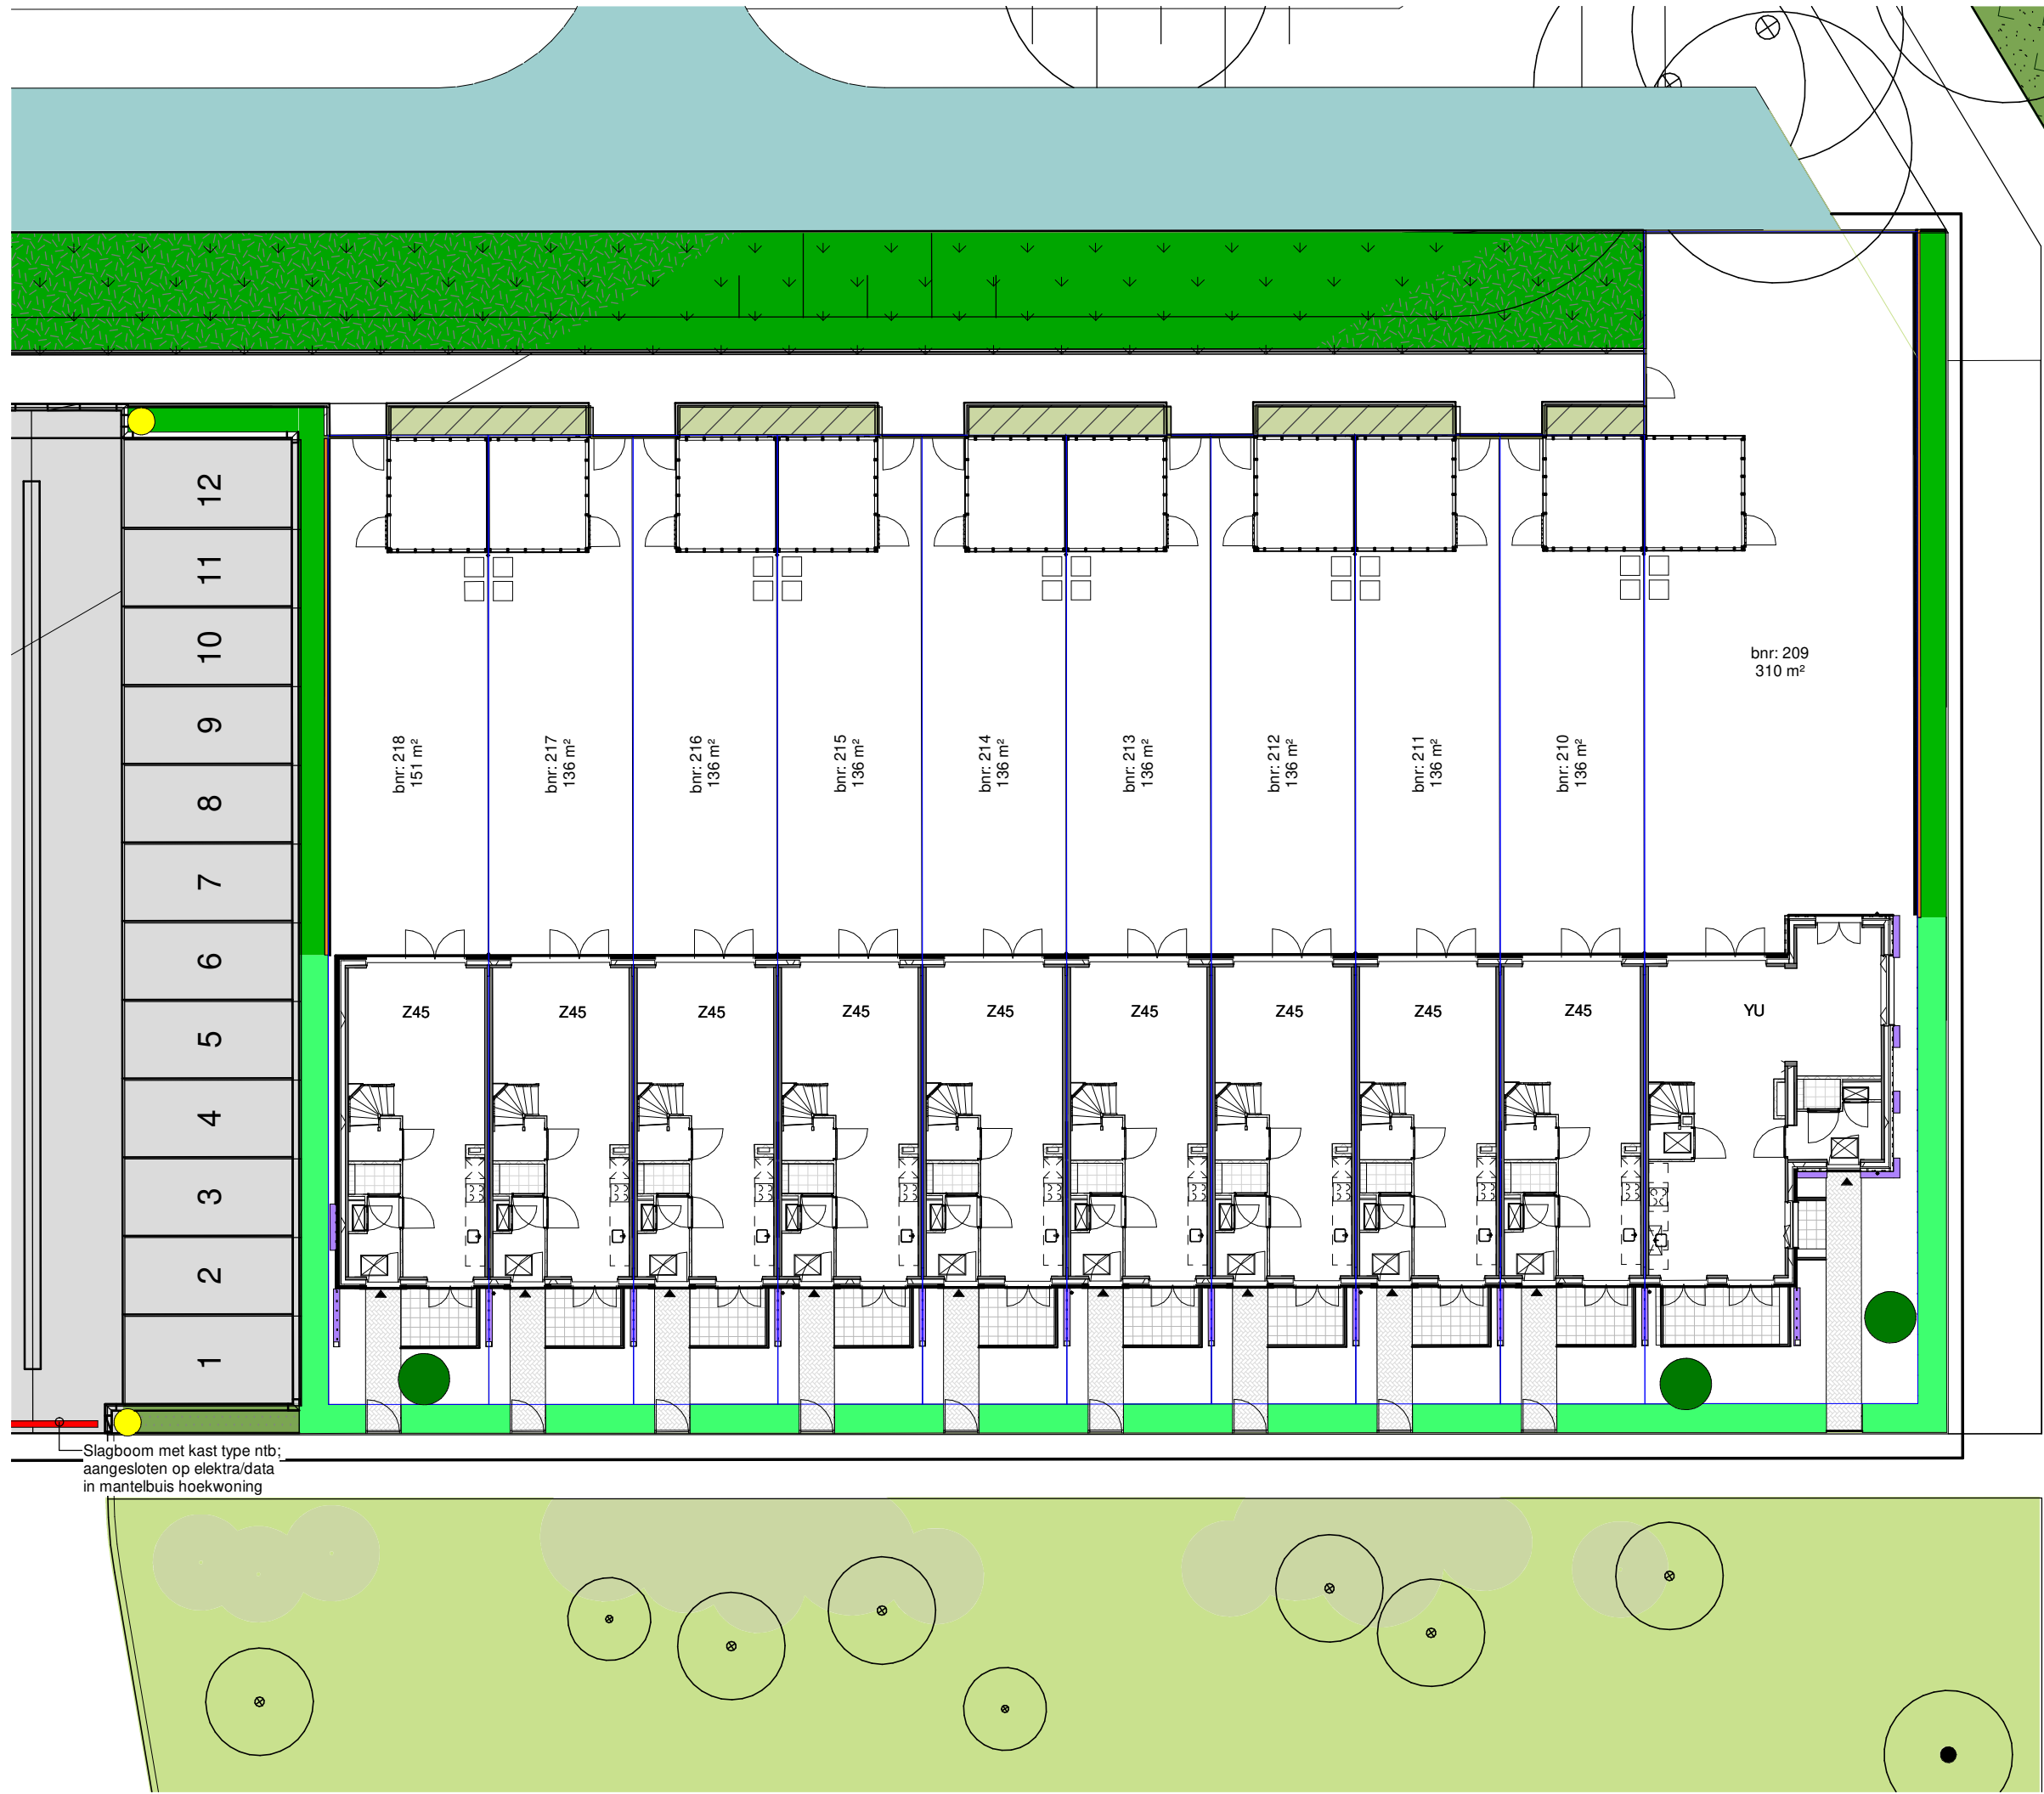 12
11
10
9
8
7
6
5
4
3
2
1
bnr: 209
310 m²
bnr: 218
151 m²
bnr: 217
136 m²
bnr: 216
136 m²
bnr: 215
136 m²
bnr: 214
136 m²
bnr: 213
136 m²
bnr: 212
136 m²
bnr: 211
136 m²
bnr: 210
136 m²
Z45
Z45
Z45
Z45
Z45
Z45
Z45
Z45
Z45
YU
Slagboom met kast type ntb;
aangesloten op elektra/data
in mantelbuis hoekwoning